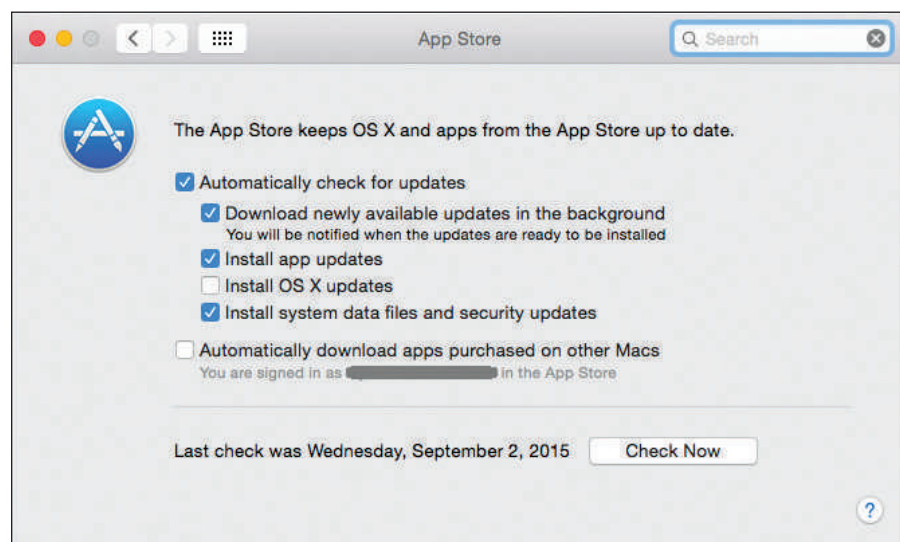 App Store
Search
The App Store keeps OS X and apps from the App Store up to date.
Automatically check for updates
Download newly available updates in the background
You will be notified when the updates are ready to be installed
Install app updates
Install OS X updates
Install system data files and security updates
Automatically download apps purchased on other Macs
You are signed in as in the App Store
Last check was Wednesday, September 2, 2015 Check Now
?